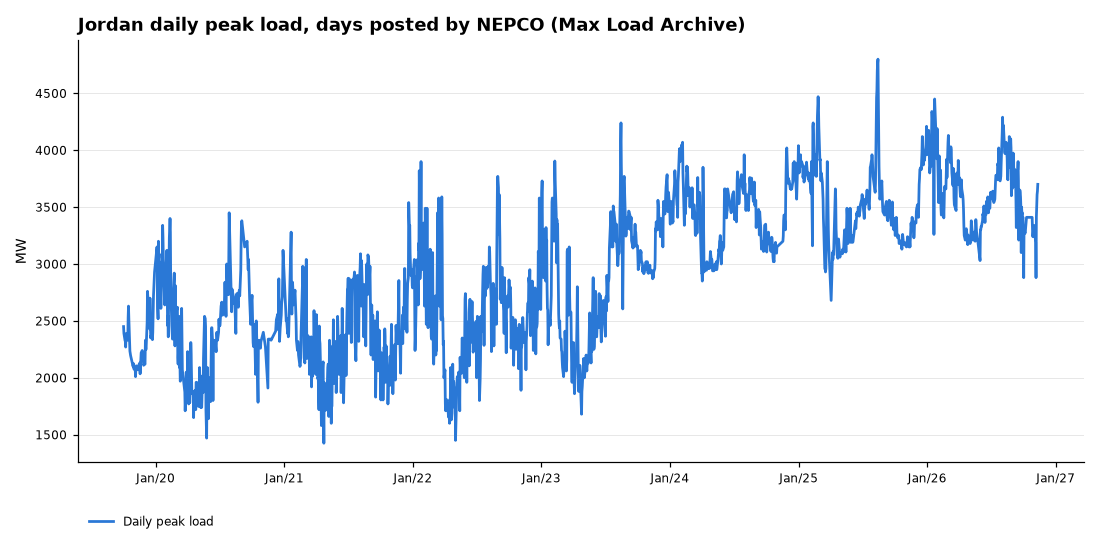 Jordan daily peak load, days posted by NEPCO (Max Load Archive)
MW
4500
4000
3500
3000
2500
2000
1500
Jan/20 Jan/21 Jan/22 Jan/23 Jan/24 Jan/25 Jan/26 Jan/27
Daily peak load